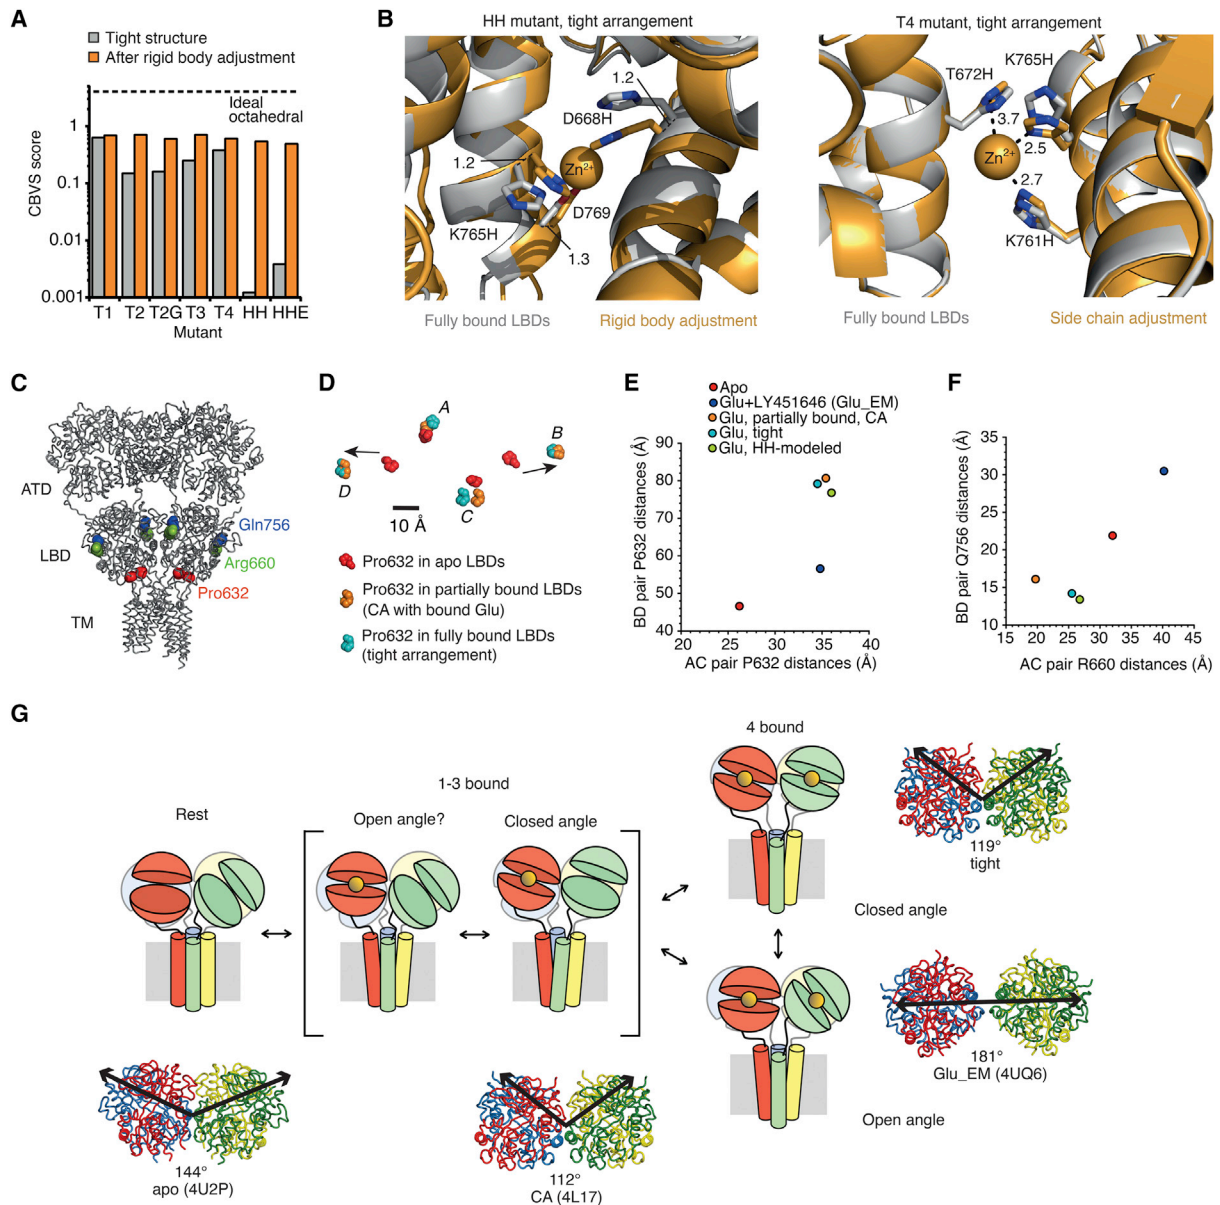 A
Tight structure
After rigid body adjustment
Ideal
octahedral
CBVS score
1
0.1
0.01
0.001
T1 T2 T2G T3 T4 HH HHE
Mutant
B
HH mutant, tight arrangement
1.2
D668H
1.2
Zn2+
D769
K765H
1.3
Fully bound LBDs
Rigid body adjustment
T4 mutant, tight arrangement
K765H
T672H
3.7
Zn2+
2.5
2.7
K761H
Fully bound LBDs
Side chain adjustment
C
ATD
Gln756
LBD
Arg660
Pro632
TM
D
A
B
D
C
10 Å
Pro632 in apo LBDs
Pro632 in partially bound LBDs
(CA with bound Glu)
Pro632 in fully bound LBDs
(tight arrangement)
E
Apo
Glu+LY451646 (Glu_EM)
Glu, partially bound, CA
Glu, tight
Glu, HH-modeled
BD pair P632 distances (Å)
90
80
70
60
50
40
20 25 30 35 40
AC pair P632 distances (Å)
F
BD pair Q756 distances (Å)
35
30
25
20
15
10
15 20 25 30 35 40 45
AC pair R660 distances (Å)
G
Rest
1-3 bound
Open angle?
Closed angle
4 bound
119°
tight
Closed angle
181°
Glu_EM (4UQ6)
Open angle
144°
apo (4U2P)
112°
CA (4L17)